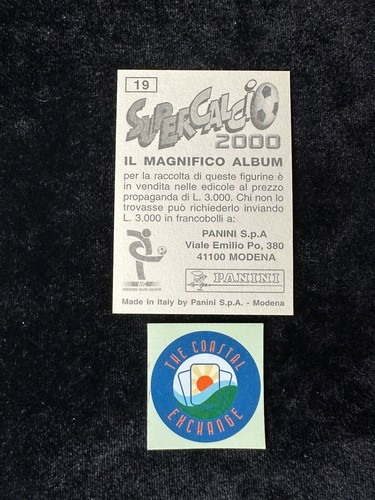 19
SUPERCALCIO
2000
IL MAGNIFICO ALBUM
per la raccolta di queste figurine è
in vendita nelle edicole al prezzo
propaganda di L. 3.000. Chi non lo
trovasse può richiederlo inviando
L. 3.000 in francobolli a:
PANINI S.p.A
Viale Emilio Po, 380
41100 MODENA
PANINI
Made in Italy by Panini S.p.A. - Modena
THE COASTAL
EXCHANGE